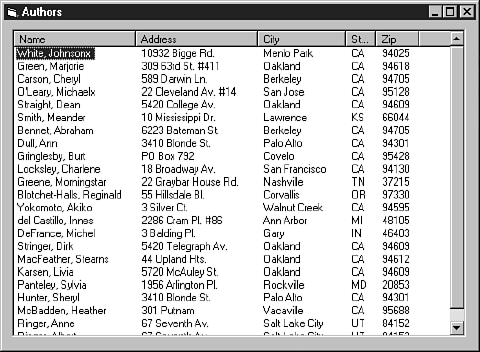 Authors
Name Address City St... Zip
White, Johnsonx 10932 Bigge Rd. Menlo Park CA 94025
Green, Marjorie 309 63rd St. #411 Oakland CA 94618
Carson, Cheryl 589 Darwin Ln. Berkeley CA 94705
O'Leary, Michaelx 22 Cleveland Av. #14 San Jose CA 95128
Straight, Dean 5420 College Av. Oakland CA 94609
Smith, Meander 10 Mississippi Dr. Lawrence KS 66044
Bennet, Abraham 6223 Bateman St. Berkeley CA 94705
Dull, Ann 3410 Blonde St. Palo Alto CA 94301
Gringlesby, Burt PO Box 792 Covelo CA 95428
Locksley, Charlene 18 Broadway Av. San Francisco CA 94130
Greene, Morningstar 22 Graybar House Rd. Nashville TN 37215
Blotchet-Halls, Reginald 55 Hillsdale Bl. Corvallis OR 97330
Yokomoto, Akiko 3 Silver Ct. Walnut Creek CA 94595
del Castillo, Innes 2286 Cram Pl. #86 Ann Arbor MI 48105
DeFrance, Michel 3 Balding Pl. Gary IN 46403
Stringer, Dirk 5420 Telegraph Av. Oakland CA 94609
MacFeather, Stearns 44 Upland Hts. Oakland CA 94612
Karsen, Livia 5720 McAuley St. Oakland CA 94609
Panteley, Sylvia 1956 Arlington Pl. Rockville MD 20853
Hunter, Sheryl 3410 Blonde St. Palo Alto CA 94301
McBadden, Heather 301 Putnam Vacaville CA 95688
Ringer, Anne 67 Seventh Av. Salt Lake City UT 84152
Ringer, Albert 67 Seventh Av. Salt Lake City UT 84152